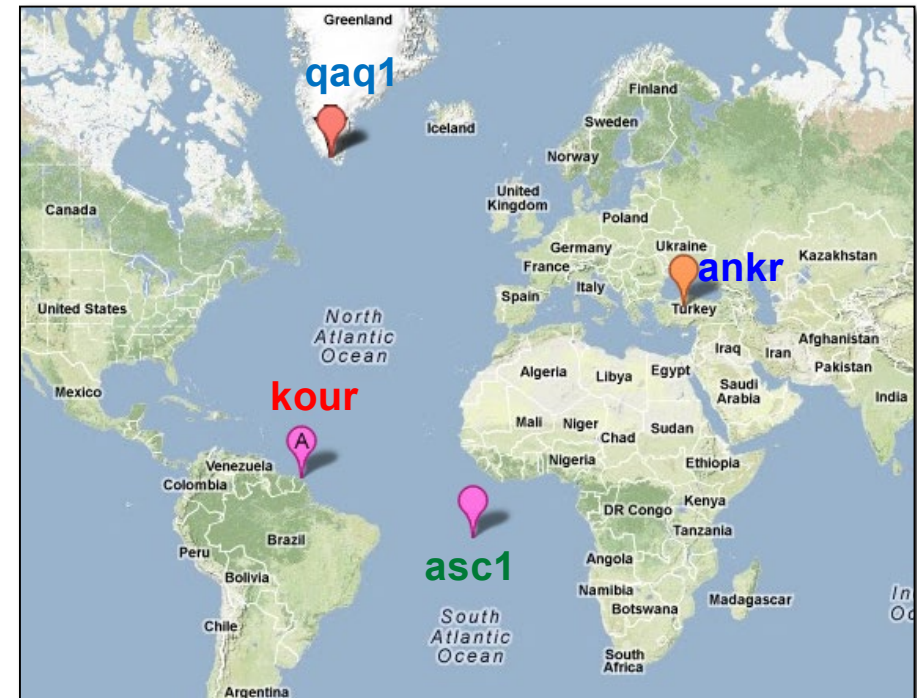 Greenland
qaq1
Finland
Iceland
Sweden
Norway
United
Kingdom
Canada
Poland
Germany
Ukraine
Kazakhstan
France
ankr
Italy
Spain
United States
Turkey
North
Atlantic
Ocean
Afghanistan
Iraq
Iran
Pakistan
Algeria
Libya
Egypt
Saudi
Arabia
Mexico
India
kour
Mali
Niger
Chad
Sudan
A
Venezuela
Nigeria
Ethiopia
Colombia
Kenya
DR Congo
Tanzania
Brazil
Peru
asc1
Angola
Bolivia
Namibia
Botswana
Madagascar
In
Oc
South
Atlantic
Ocean
Chile
South
Africa
Argentina